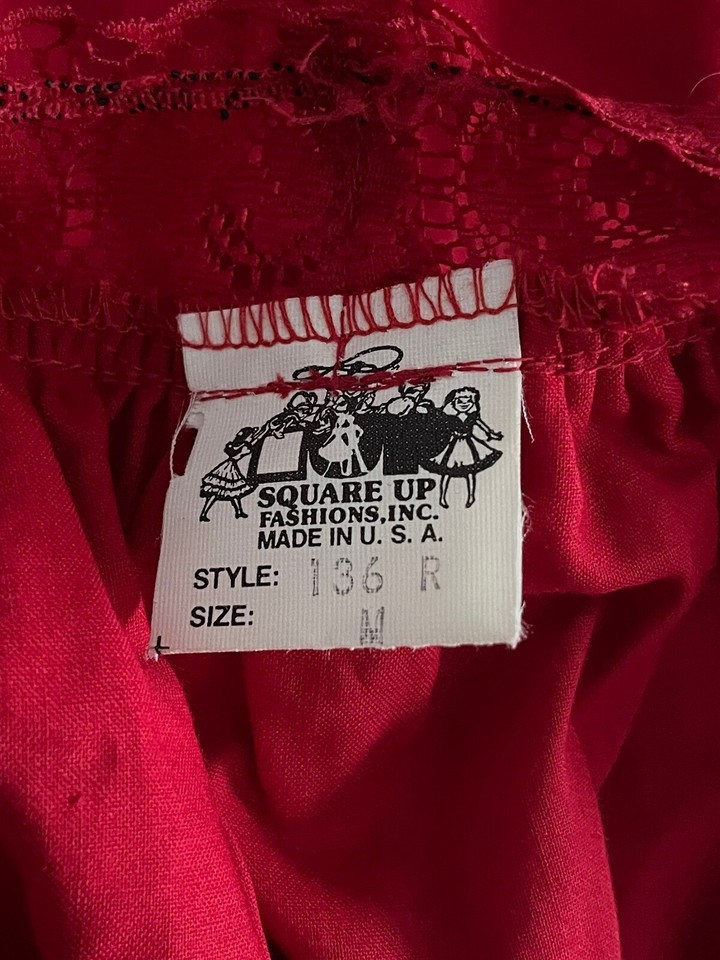 SQUARE UP
FASHIONS, INC.
MADE IN U. S. A.
STYLE: 136 R
SIZE: M